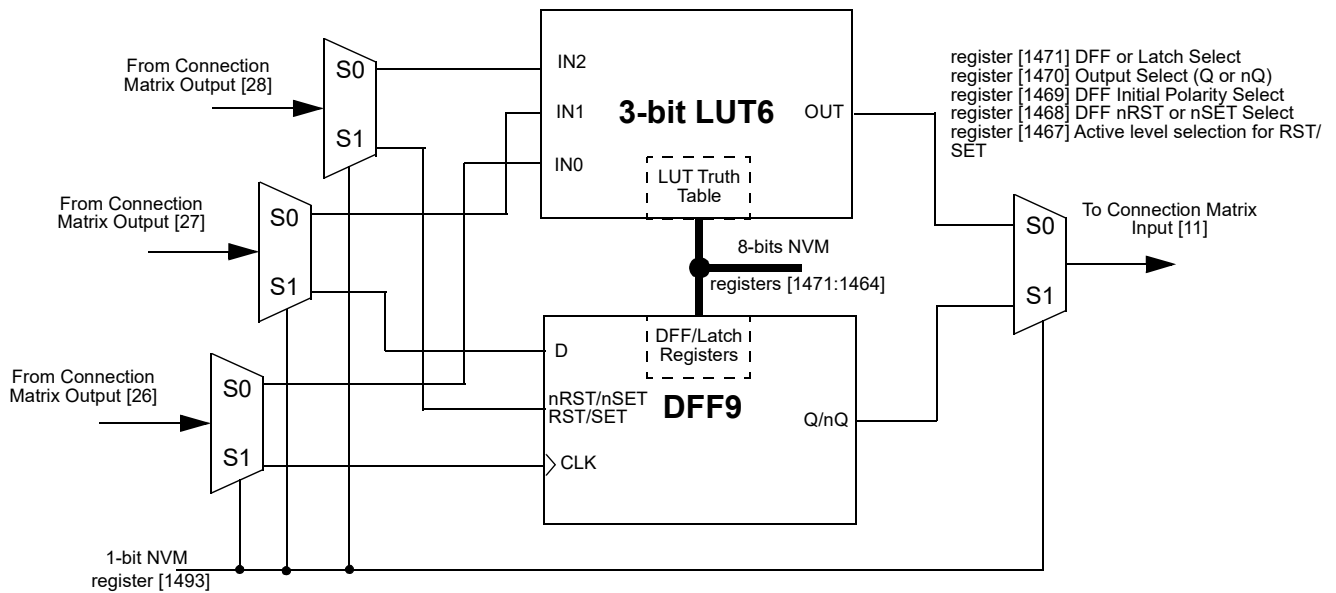 From Connection
Matrix Output [28]
S0
S1
IN2
IN1
IN0
3-bit LUT6
OUT
LUT Truth
Table
register [1471] DFF or Latch Select
register [1470] Output Select (Q or nQ)
register [1469] DFF Initial Polarity Select
register [1468] DFF nRST or nSET Select
register [1467] Active level selection for RST/
SET
From Connection
Matrix Output [27]
S0
S1
8-bits NVM
registers [1471:1464]
S0
S1
To Connection Matrix
Input [11]
From Connection
Matrix Output [26]
S0
S1
D
nRST/nSET
RST/SET
CLK
DFF/Latch
Registers
DFF9
Q/nQ
1-bit NVM
register [1493]